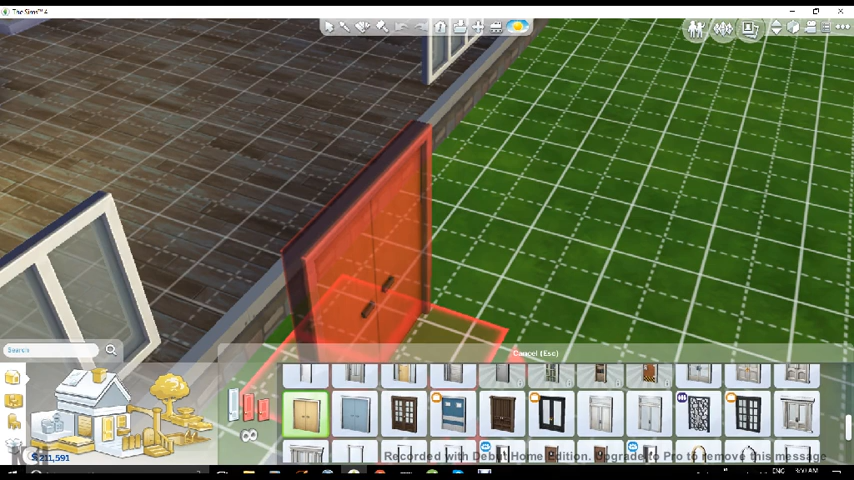 The Sims™ 4
Search
Cancel (Esc)
$211,591
Recorded with Debut Home Edition. Upgrade to Pro to remove this message
ENG